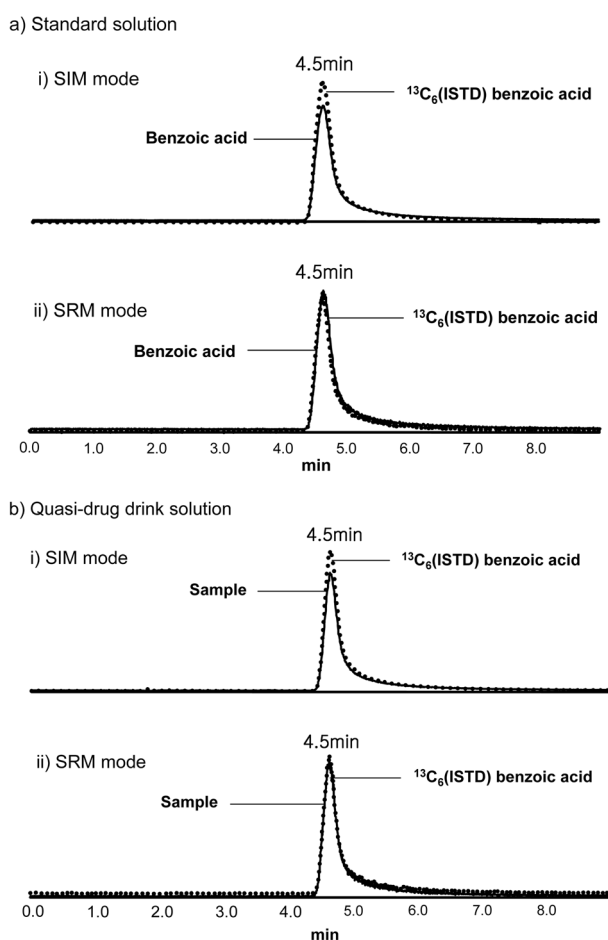 a) Standard solution
4.5min
i) SIM mode
¹³C₆(ISTD) benzoic acid
Benzoic acid
4.5min
ii) SRM mode
¹³C₆(ISTD) benzoic acid
Benzoic acid
0.0 1.0 2.0 3.0 4.0 5.0 6.0 7.0 8.0
min
b) Quasi-drug drink solution
4.5min
i) SIM mode
¹³C₆(ISTD) benzoic acid
Sample
4.5min
ii) SRM mode
¹³C₆(ISTD) benzoic acid
Sample
0.0 1.0 2.0 3.0 4.0 5.0 6.0 7.0 8.0
min